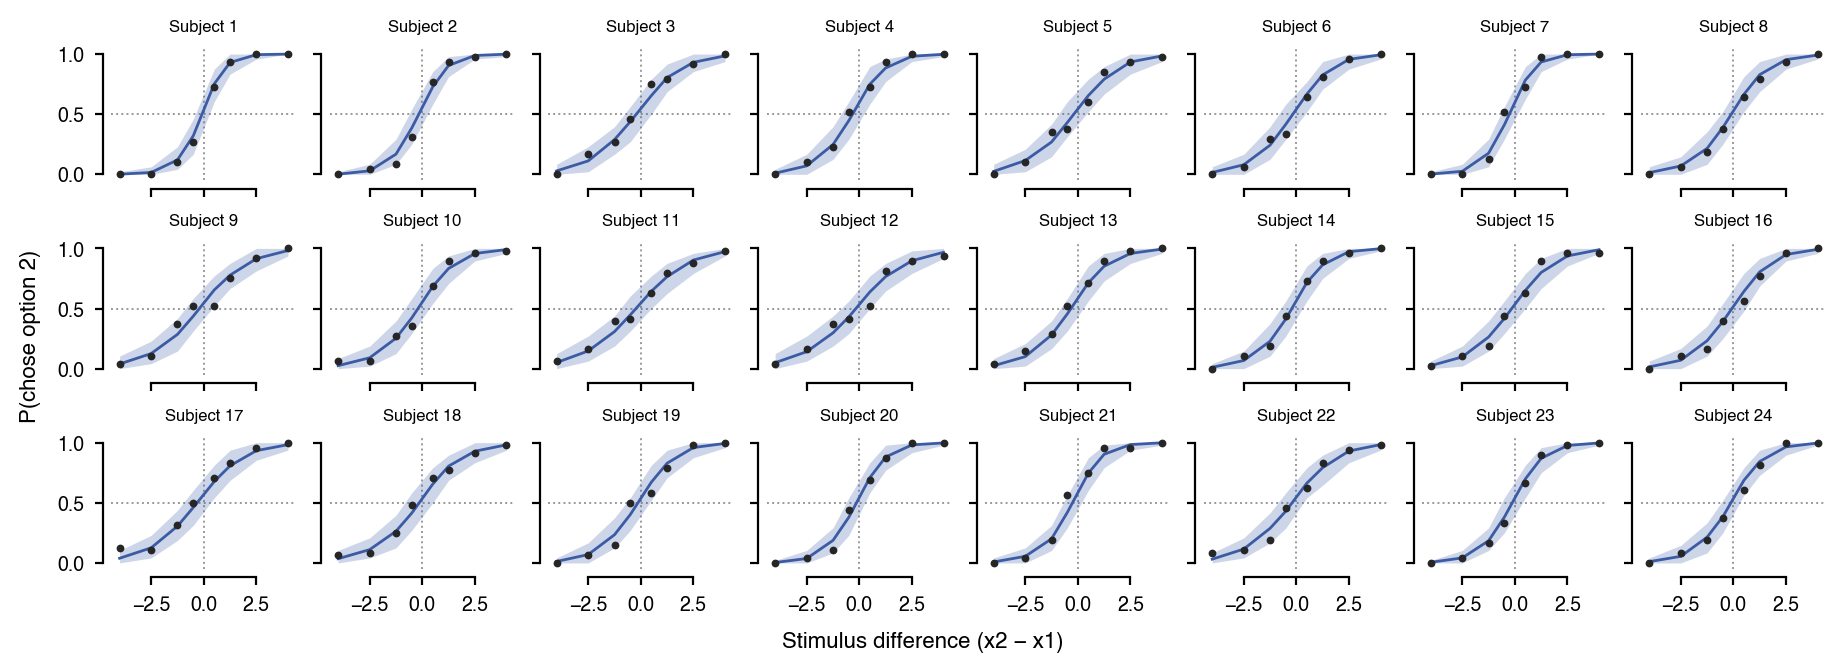 Subject 1 Subject 2 Subject 3 Subject 4 Subject 5 Subject 6 Subject 7 Subject 8
1.0
0.5
0.0
Subject 9 Subject 10 Subject 11 Subject 12 Subject 13 Subject 14 Subject 15 Subject 16
P(chose option 2)
1.0
0.5
0.0
Subject 17 Subject 18 Subject 19 Subject 20 Subject 21 Subject 22 Subject 23 Subject 24
1.0
0.5
0.0
−2.5 0.0 2.5 −2.5 0.0 2.5 −2.5 0.0 2.5 −2.5 0.0 2.5 −2.5 0.0 2.5 −2.5 0.0 2.5 −2.5 0.0 2.5 −2.5 0.0 2.5
Stimulus difference (x2 − x1)